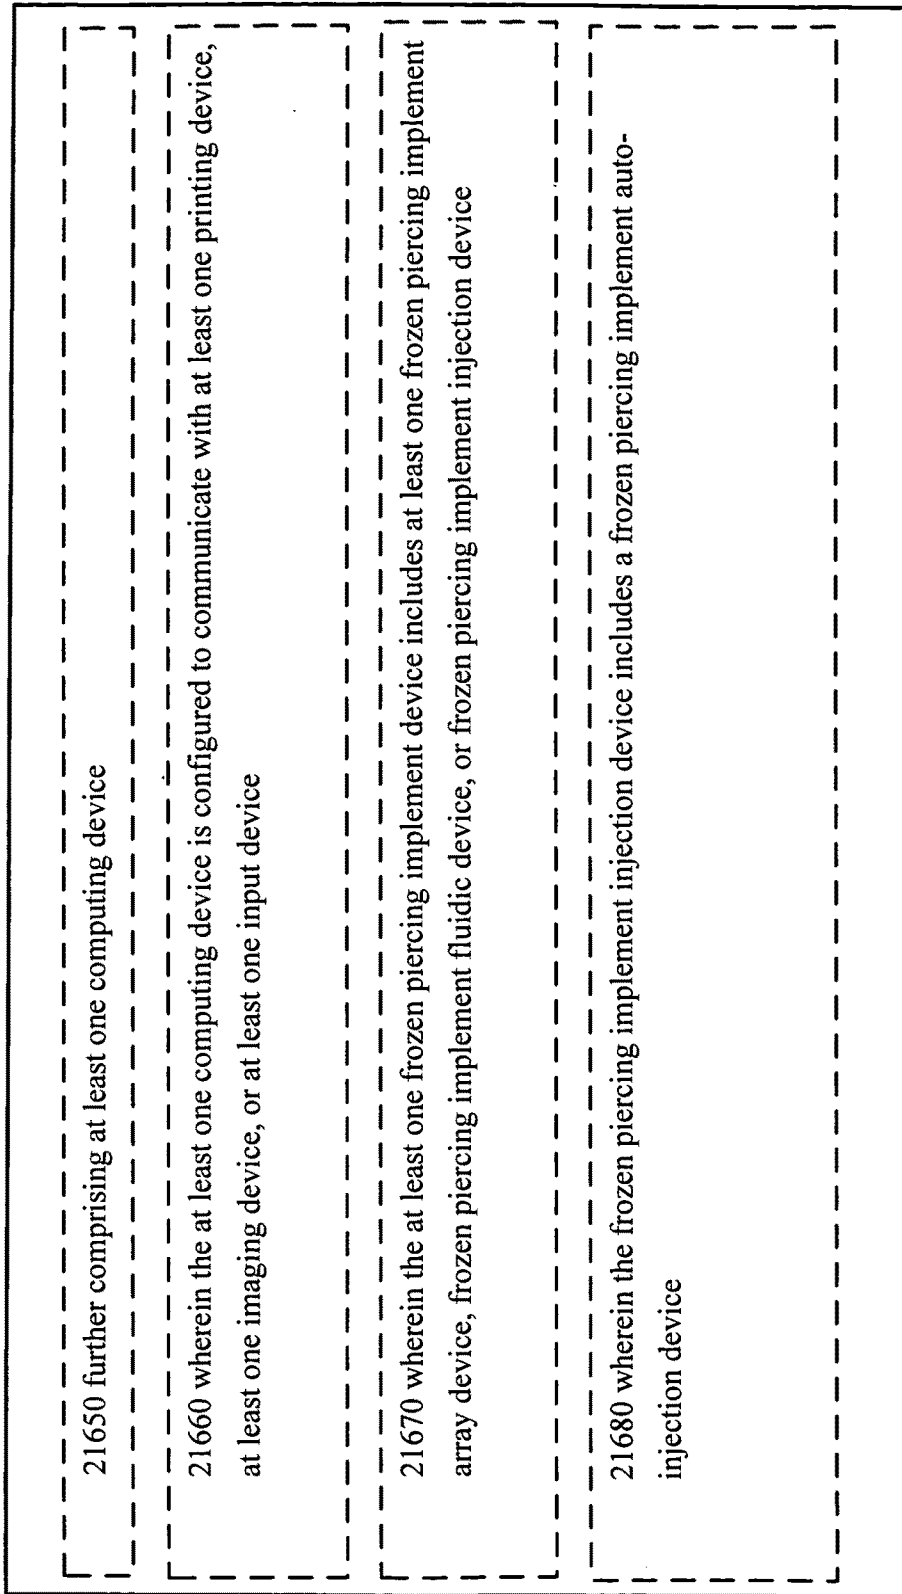 21650 further comprising at least one computing device
21660 wherein the at least one computing device is configured to communicate with at least one printing device,
at least one imaging device, or at least one input device
21670 wherein the at least one frozen piercing implement device includes at least one frozen piercing implement
array device, frozen piercing implement fluidic device, or frozen piercing implement injection device
21680 wherein the frozen piercing implement injection device includes a frozen piercing implement auto-
injection device